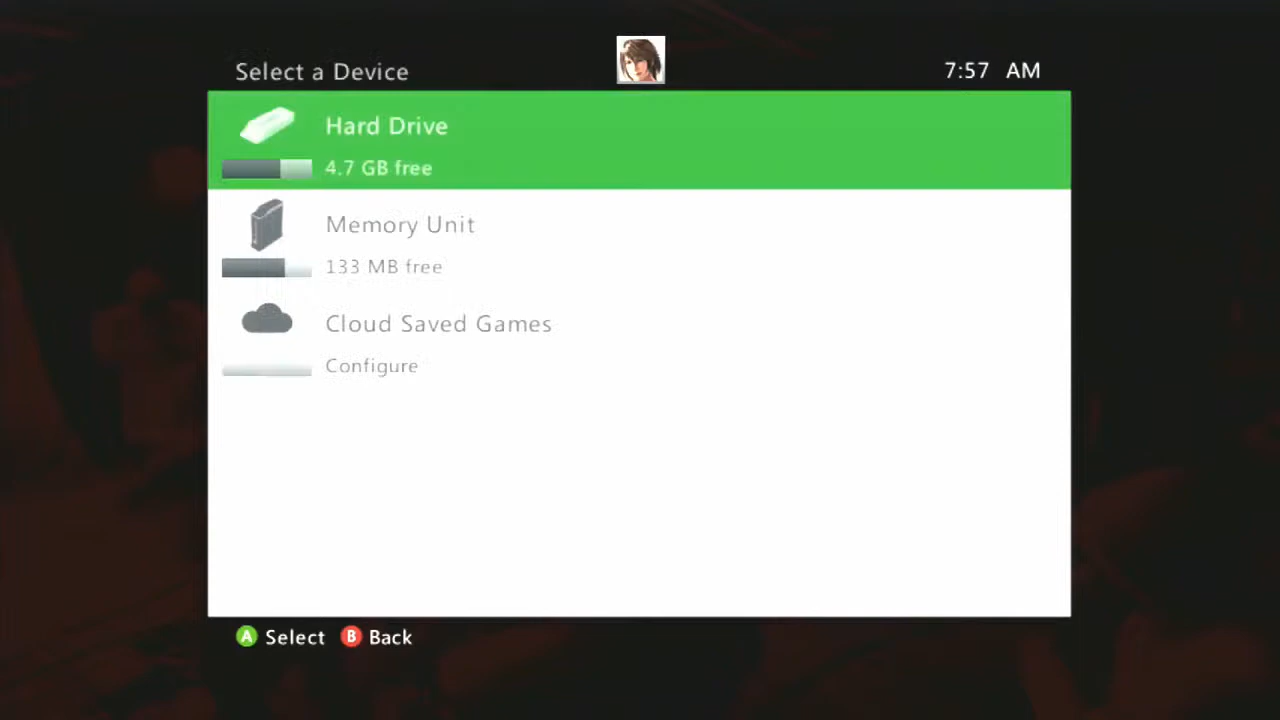 Select a Device
7:57 AM
Hard Drive
4.7 GB free
Memory Unit
133 MB free
Cloud Saved Games
Configure
A Select B Back